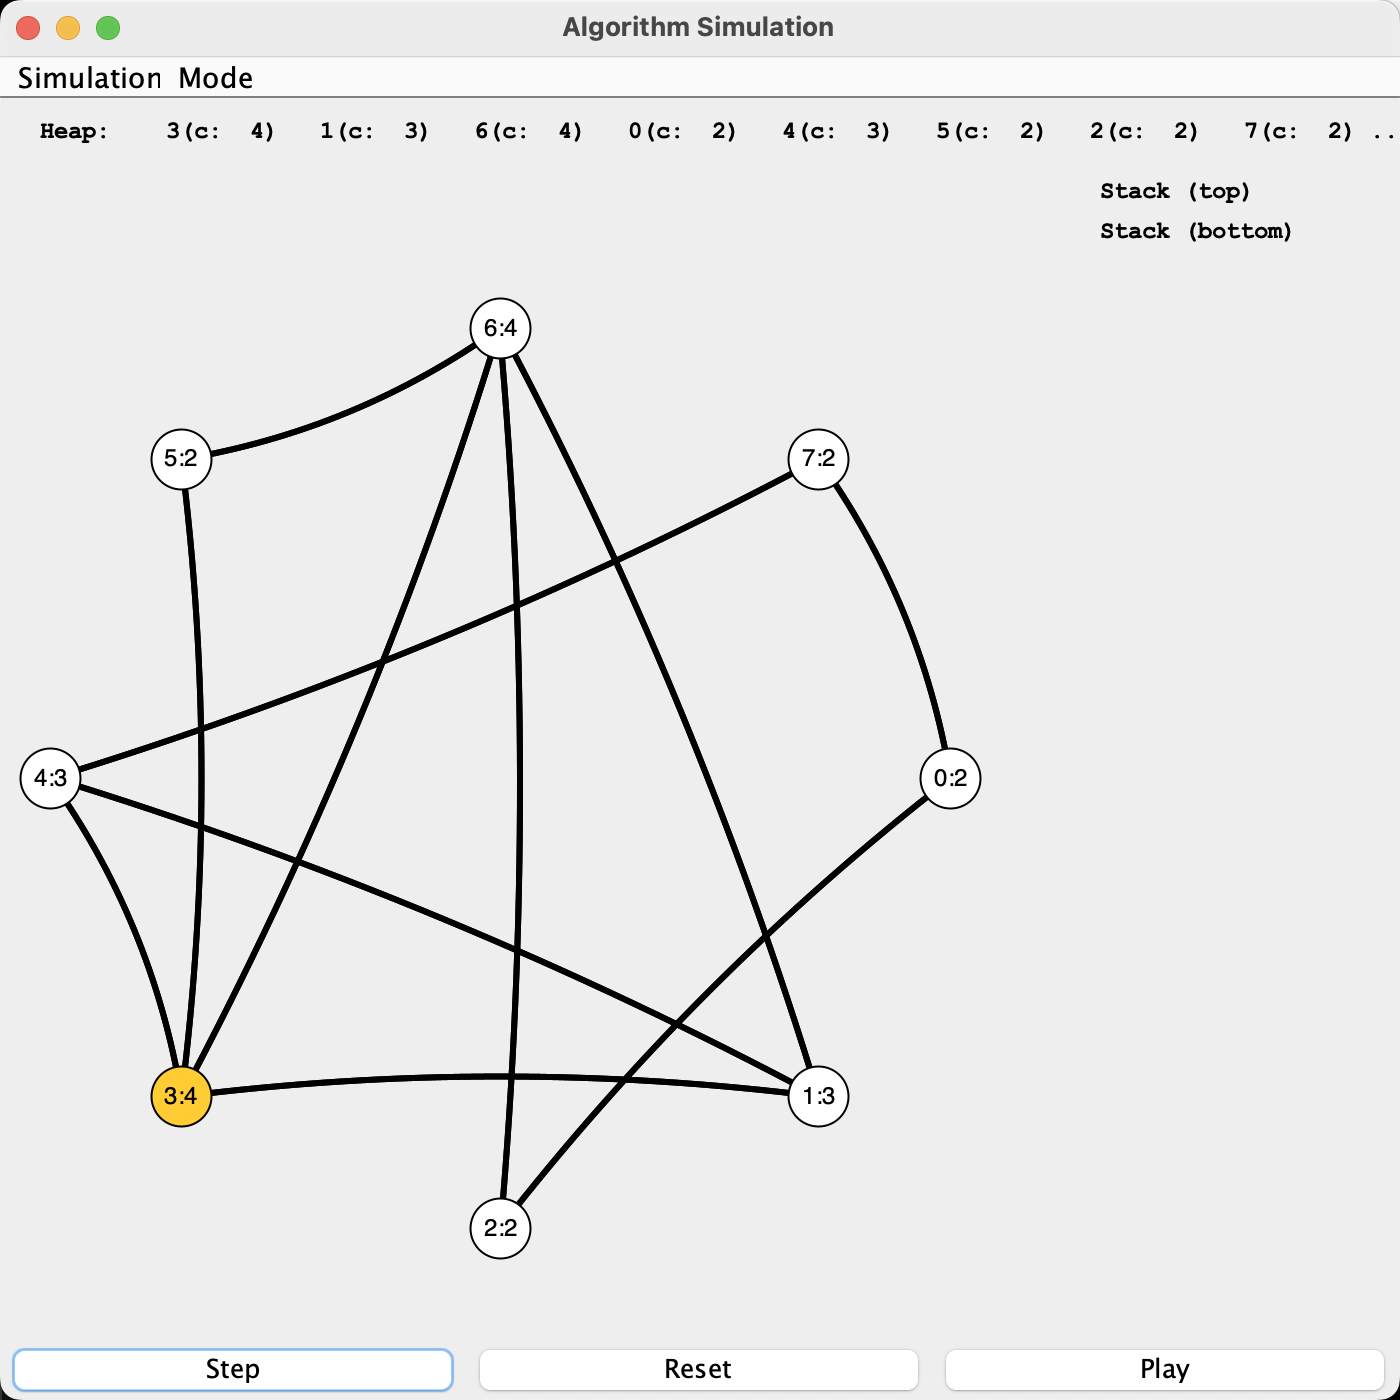 Algorithm Simulation
Simulation Mode
Heap: 3(c: 4) 1(c: 3) 6(c: 4) 0(c: 2) 4(c: 3) 5(c: 2) 2(c: 2) 7(c: 2) ..
Stack (top)
Stack (bottom)
6:4
5:2
7:2
4:3
0:2
3:4
1:3
2:2
Step Reset Play